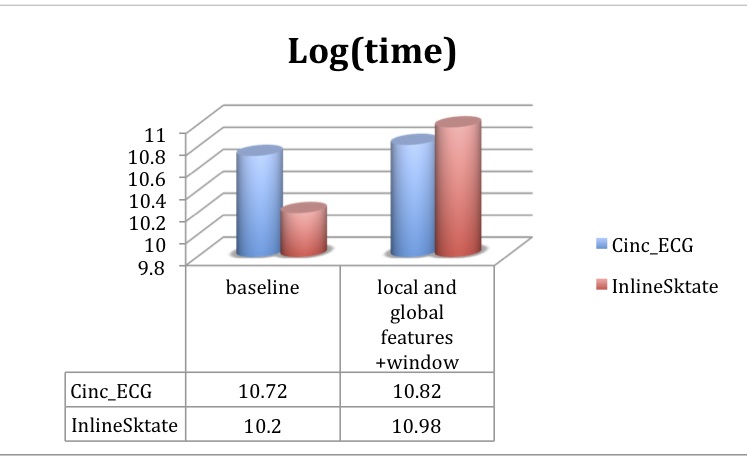 Log(time)
11
10.8
10.6
10.4
10.2
10
9.8
baseline
local and
global
features
+window
Cinc_ECG 10.72 10.82
InlineSktate 10.2 10.98
Cinc_ECG
InlineSktate